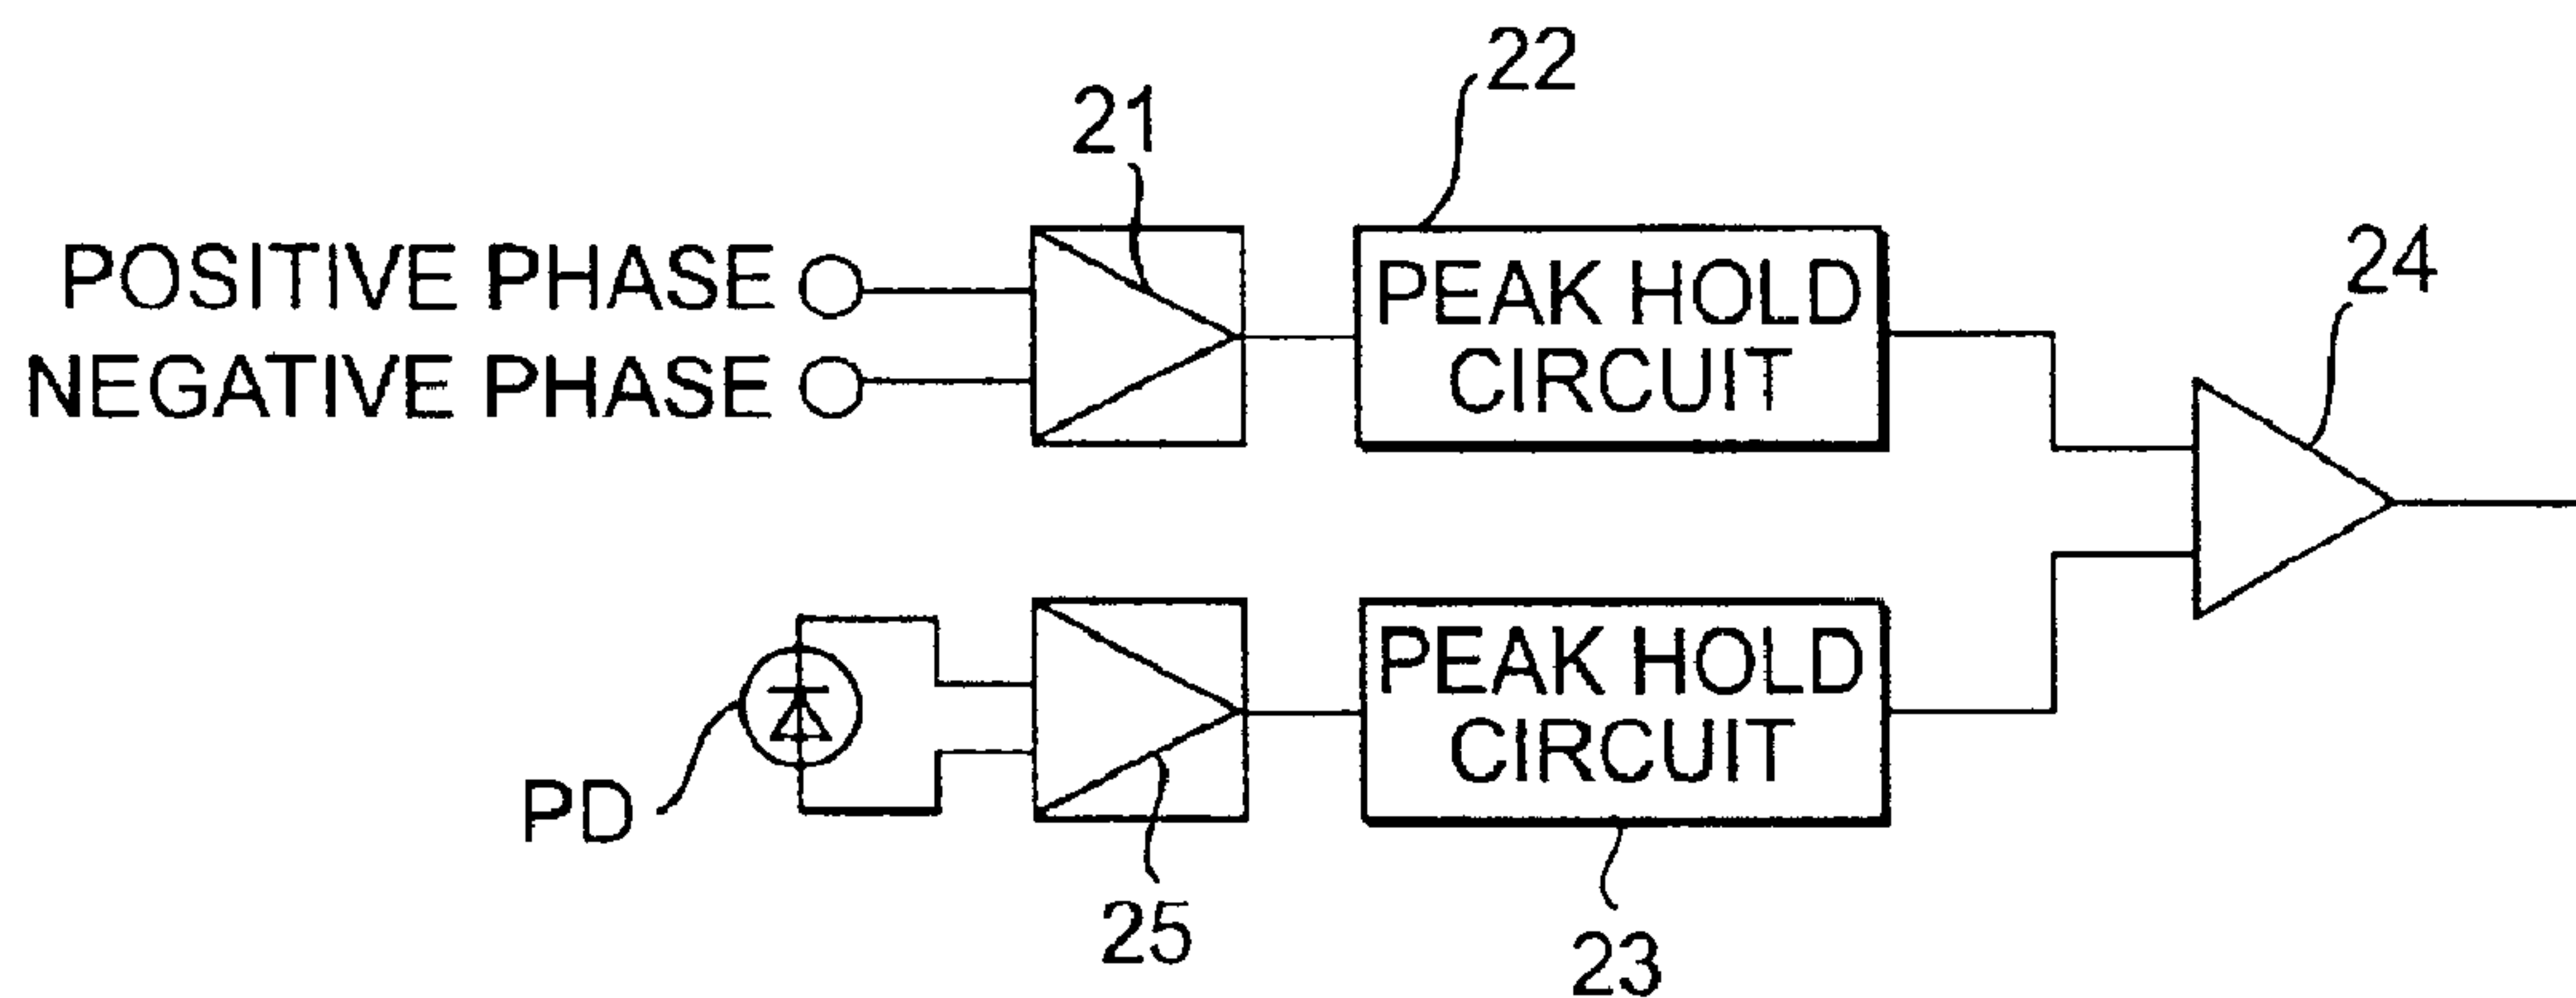 22
21
POSITIVE PHASE
NEGATIVE PHASE
PEAK HOLD
CIRCUIT
24
PEAK HOLD
CIRCUIT
PD
25
23